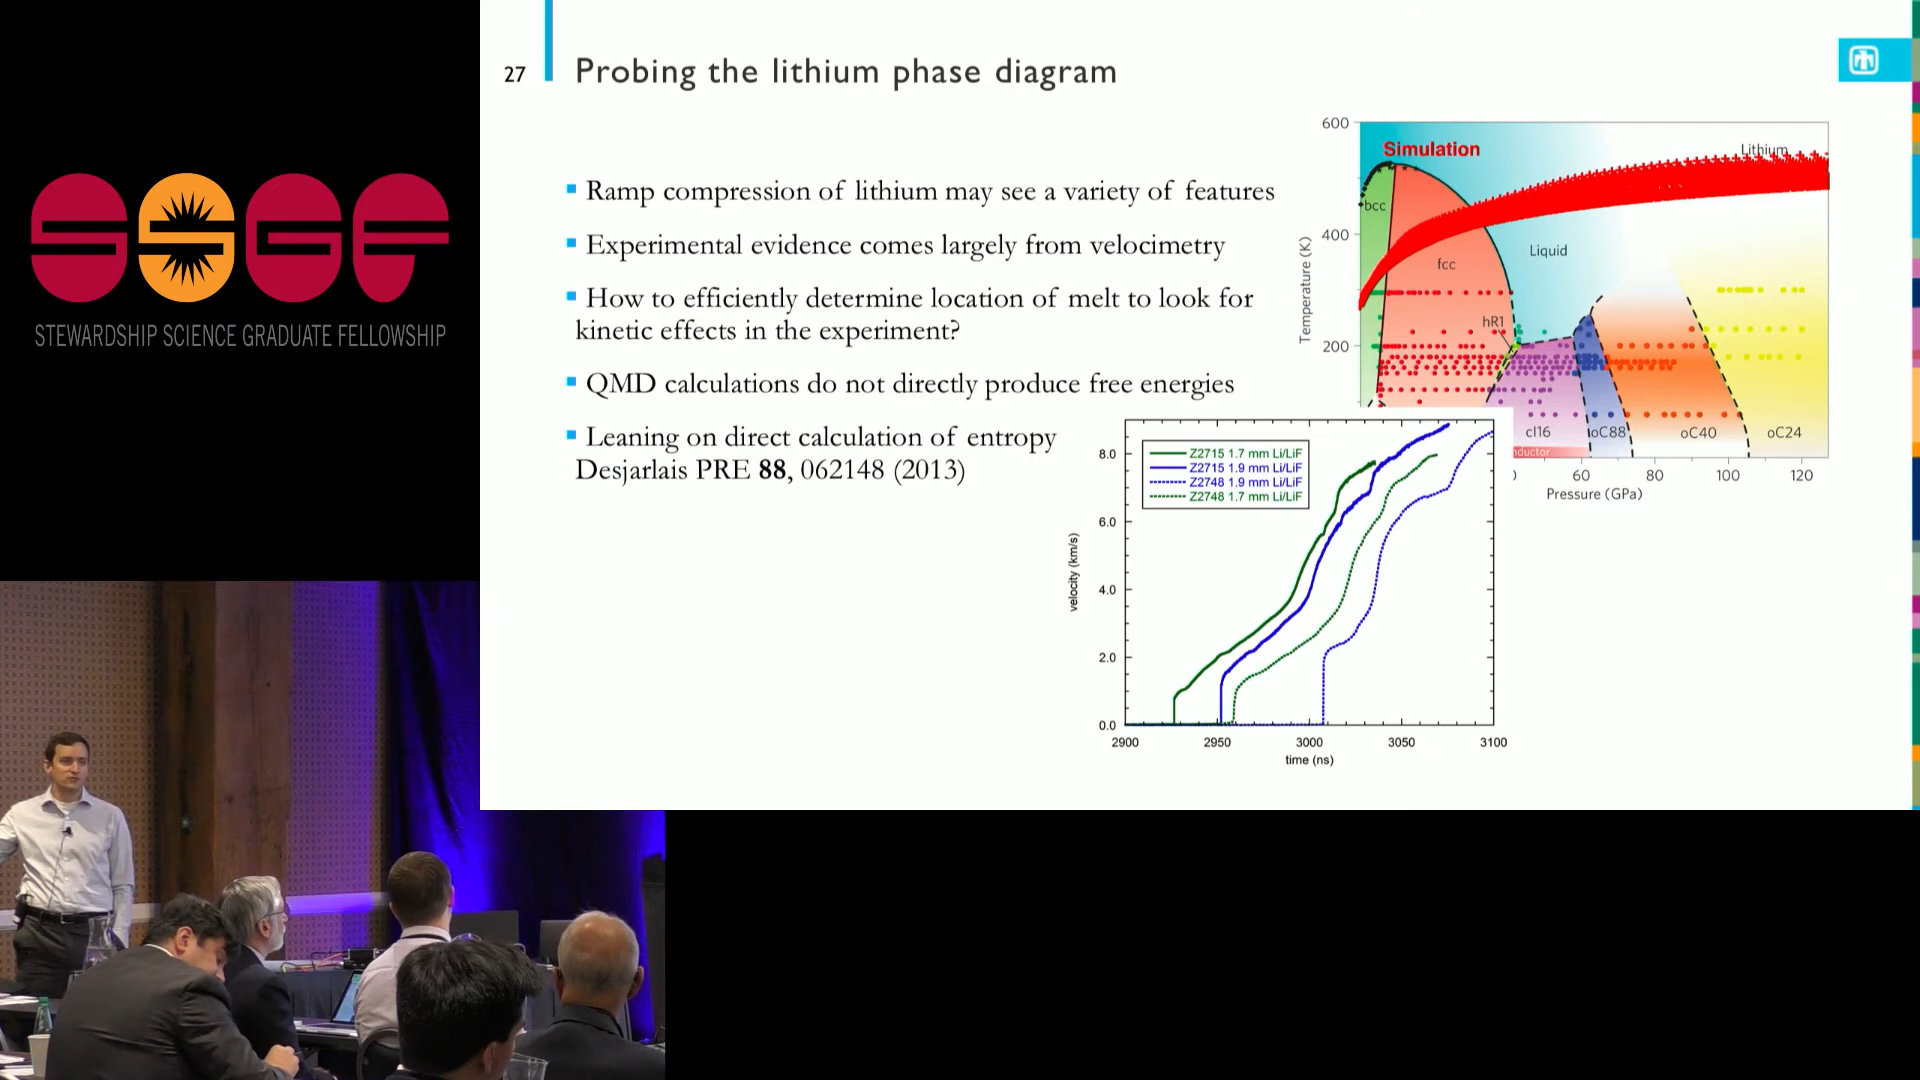 SSGF
STEWARDSHIP SCIENCE GRADUATE FELLOWSHIP
27
Probing the lithium phase diagram
Ramp compression of lithium may see a variety of features
Experimental evidence comes largely from velocimetry
How to efficiently determine location of melt to look for
kinetic effects in the experiment?
QMD calculations do not directly produce free energies
Leaning on direct calculation of entropy
Desjarlais PRE 88, 062148 (2013)
600
400
200
Temperature (K)
Simulation
Lithium
bcc
fcc
Liquid
hR1
cI16
oC88
oC40
oC24
nductor
0
60
80
100
120
Pressure (GPa)
Z2715 1.7 mm Li/LiF
Z2715 1.9 mm Li/LiF
Z2748 1.9 mm Li/LiF
Z2748 1.7 mm Li/LiF
8.0
6.0
4.0
2.0
0.0
velocity (km/s)
2900
2950
3000
3050
3100
time (ns)